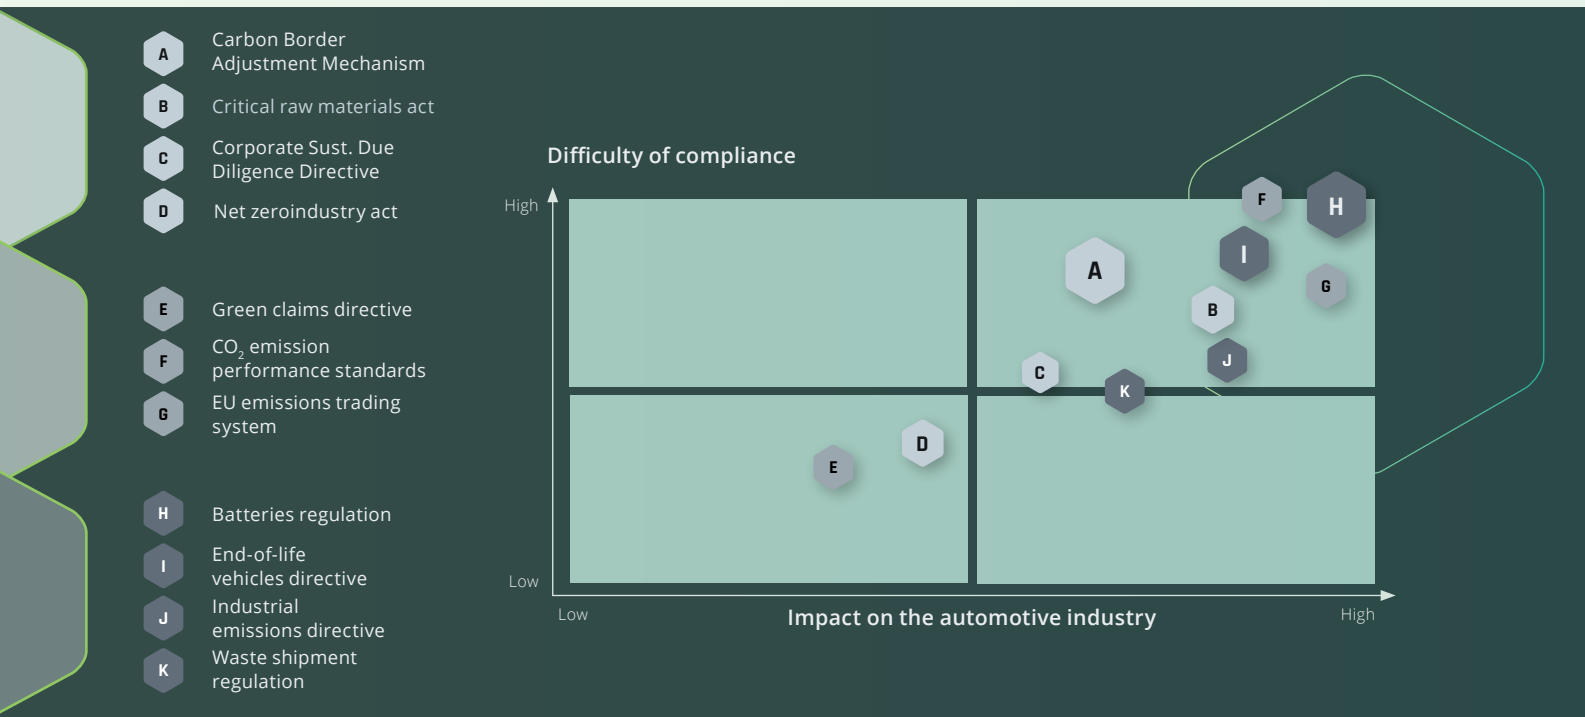 A
Carbon Border
Adjustment Mechanism
B
Critical raw materials act
C
Corporate Sust. Due
Diligence Directive
D
Net zeroindustry act
E
Green claims directive
F
CO₂ emission
performance standards
G
EU emissions trading
system
H
Batteries regulation
I
End-of-life
vehicles directive
J
Industrial
emissions directive
K
Waste shipment
regulation
Difficulty of compliance
High
F
H
I
A
G
B
J
C
K
D
E
Low
Low
Impact on the automotive industry
High